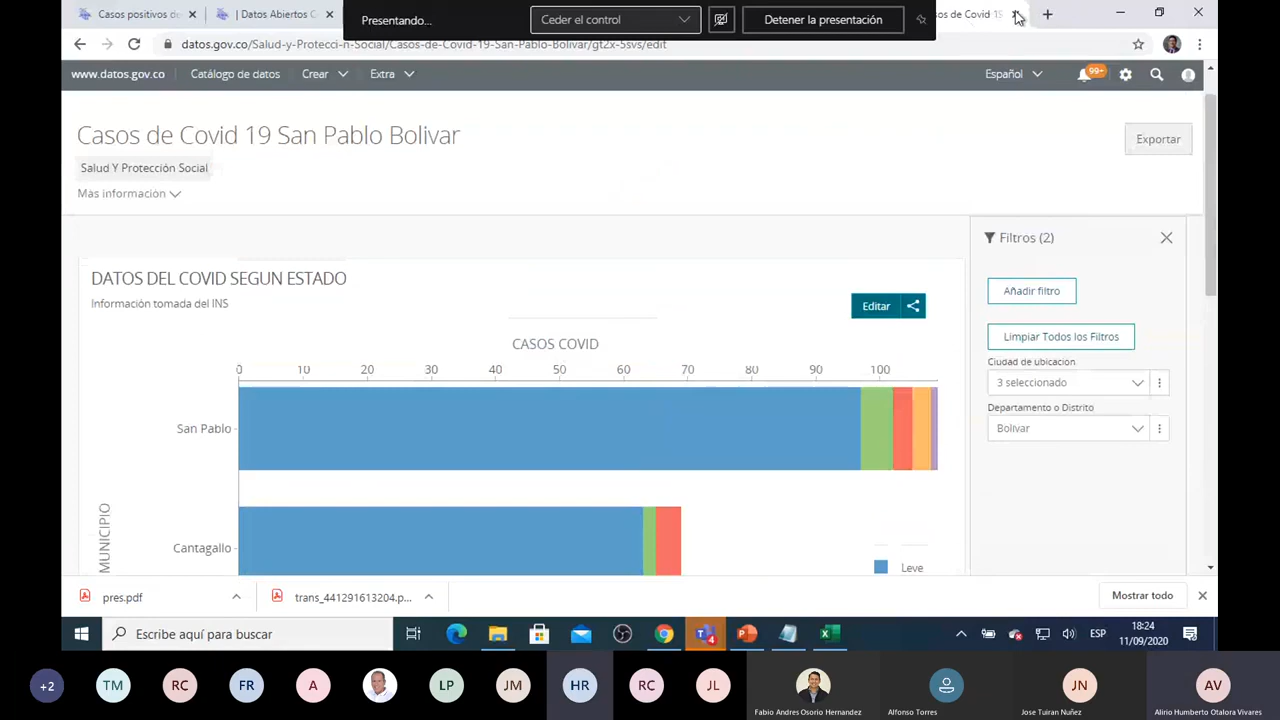 Casos positivos de
| Datos Abiertos C
Presentando...
Ceder el control
Detener la presentación
os de Covid 19
datos.gov.co/Salud-y-Protecci-n-Social/Casos-de-Covid-19-San-Pablo-Bolivar/gt2x-5svs/edit
www.datos.gov.co
Catálogo de datos
Crear
Extra
Español
99+
Casos de Covid 19 San Pablo Bolivar
Exportar
Salud Y Protección Social
Más información
Filtros (2)
DATOS DEL COVID SEGUN ESTADO
Información tomada del INS
Añadir filtro
Editar
Limpiar Todos los Filtros
CASOS COVID
Ciudad de ubicación
0 10 20 30 40 50 60 70 80 90 100
3 seleccionado
Departamento o Distrito
San Pablo
Bolívar
MUNICIPIO
Cantagallo
Leve
pres.pdf
trans_441291613204.p...
Mostrar todo
Escribe aquí para buscar
4
ESP
18:24
11/09/2020
+2
TM
RC
FR
A
LP
JM
HR
RC
JL
JN
AV
Fabio Andres Osorio Hernandez
Alfonso Torres
Jose Tuiran Nuñez
Alirio Humberto Otalora Vivares